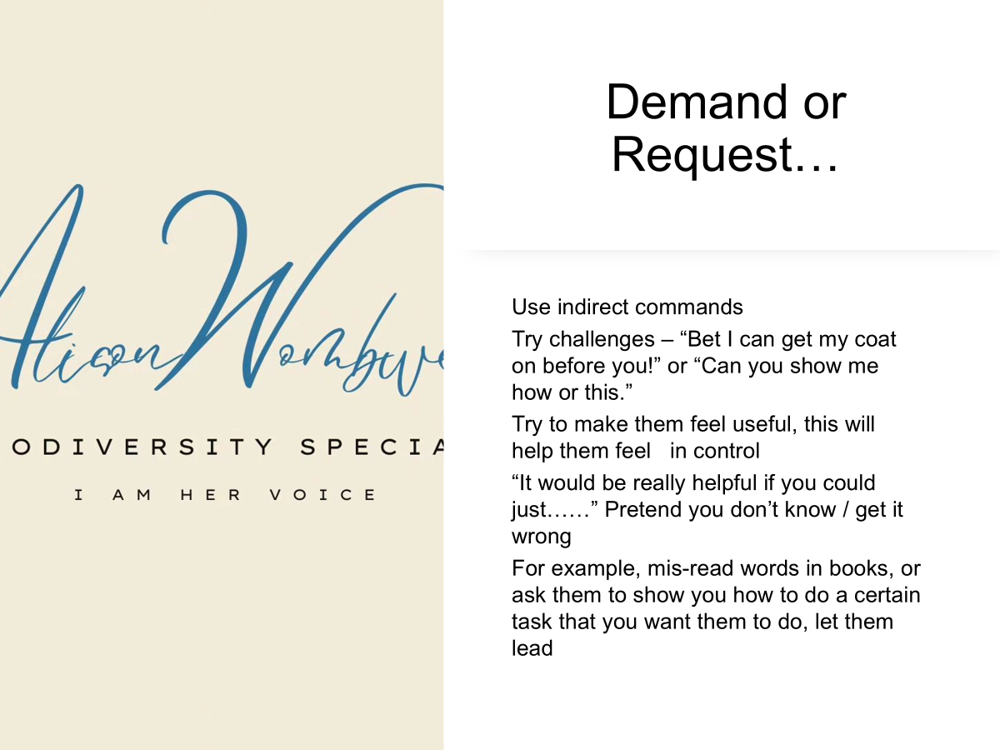 Alison Wombwe
ODIVERSITY SPECIA
I AM HER VOICE
Demand or
Request…
Use indirect commands
Try challenges – “Bet I can get my coat
on before you!” or “Can you show me
how or this.”
Try to make them feel useful, this will
help them feel   in control
“It would be really helpful if you could
just……” Pretend you don’t know / get it
wrong
For example, mis-read words in books, or
ask them to show you how to do a certain
task that you want them to do, let them
lead